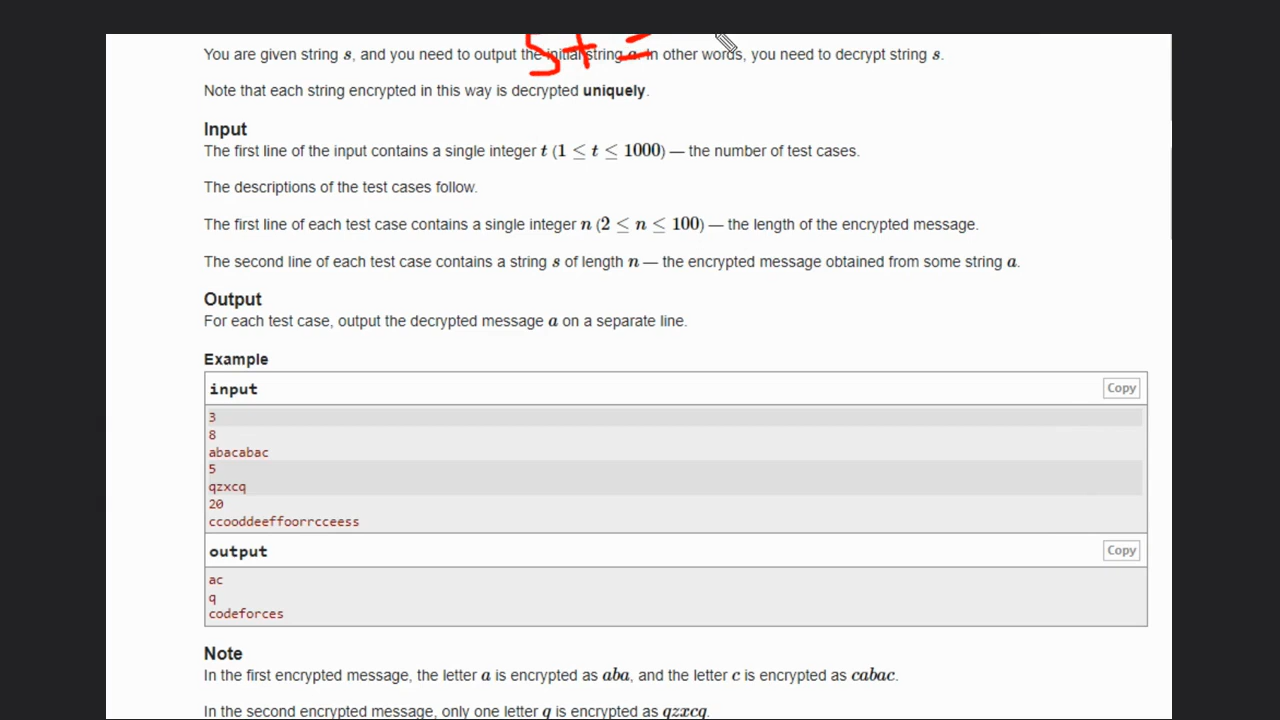 5+ =
You are given string s, and you need to output the initial string a. In other words, you need to decrypt string s.
Note that each string encrypted in this way is decrypted uniquely.
Input
The first line of the input contains a single integer t (1 ≤ t ≤ 1000) — the number of test cases.
The descriptions of the test cases follow.
The first line of each test case contains a single integer n (2 ≤ n ≤ 100) — the length of the encrypted message.
The second line of each test case contains a string s of length n — the encrypted message obtained from some string a.
Output
For each test case, output the decrypted message a on a separate line.
Example
input Copy
3
8
abacabac
5
qzxcq
20
ccooddeeffoorrcceess
output Copy
ac
q
codeforces
Note
In the first encrypted message, the letter a is encrypted as aba, and the letter c is encrypted as cabac.
In the second encrypted message, only one letter q is encrypted as qzxcq.